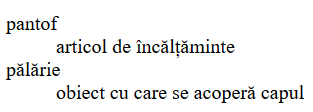 pantof
articol de încălțăminte
pălărie
obiect cu care se acoperă capul